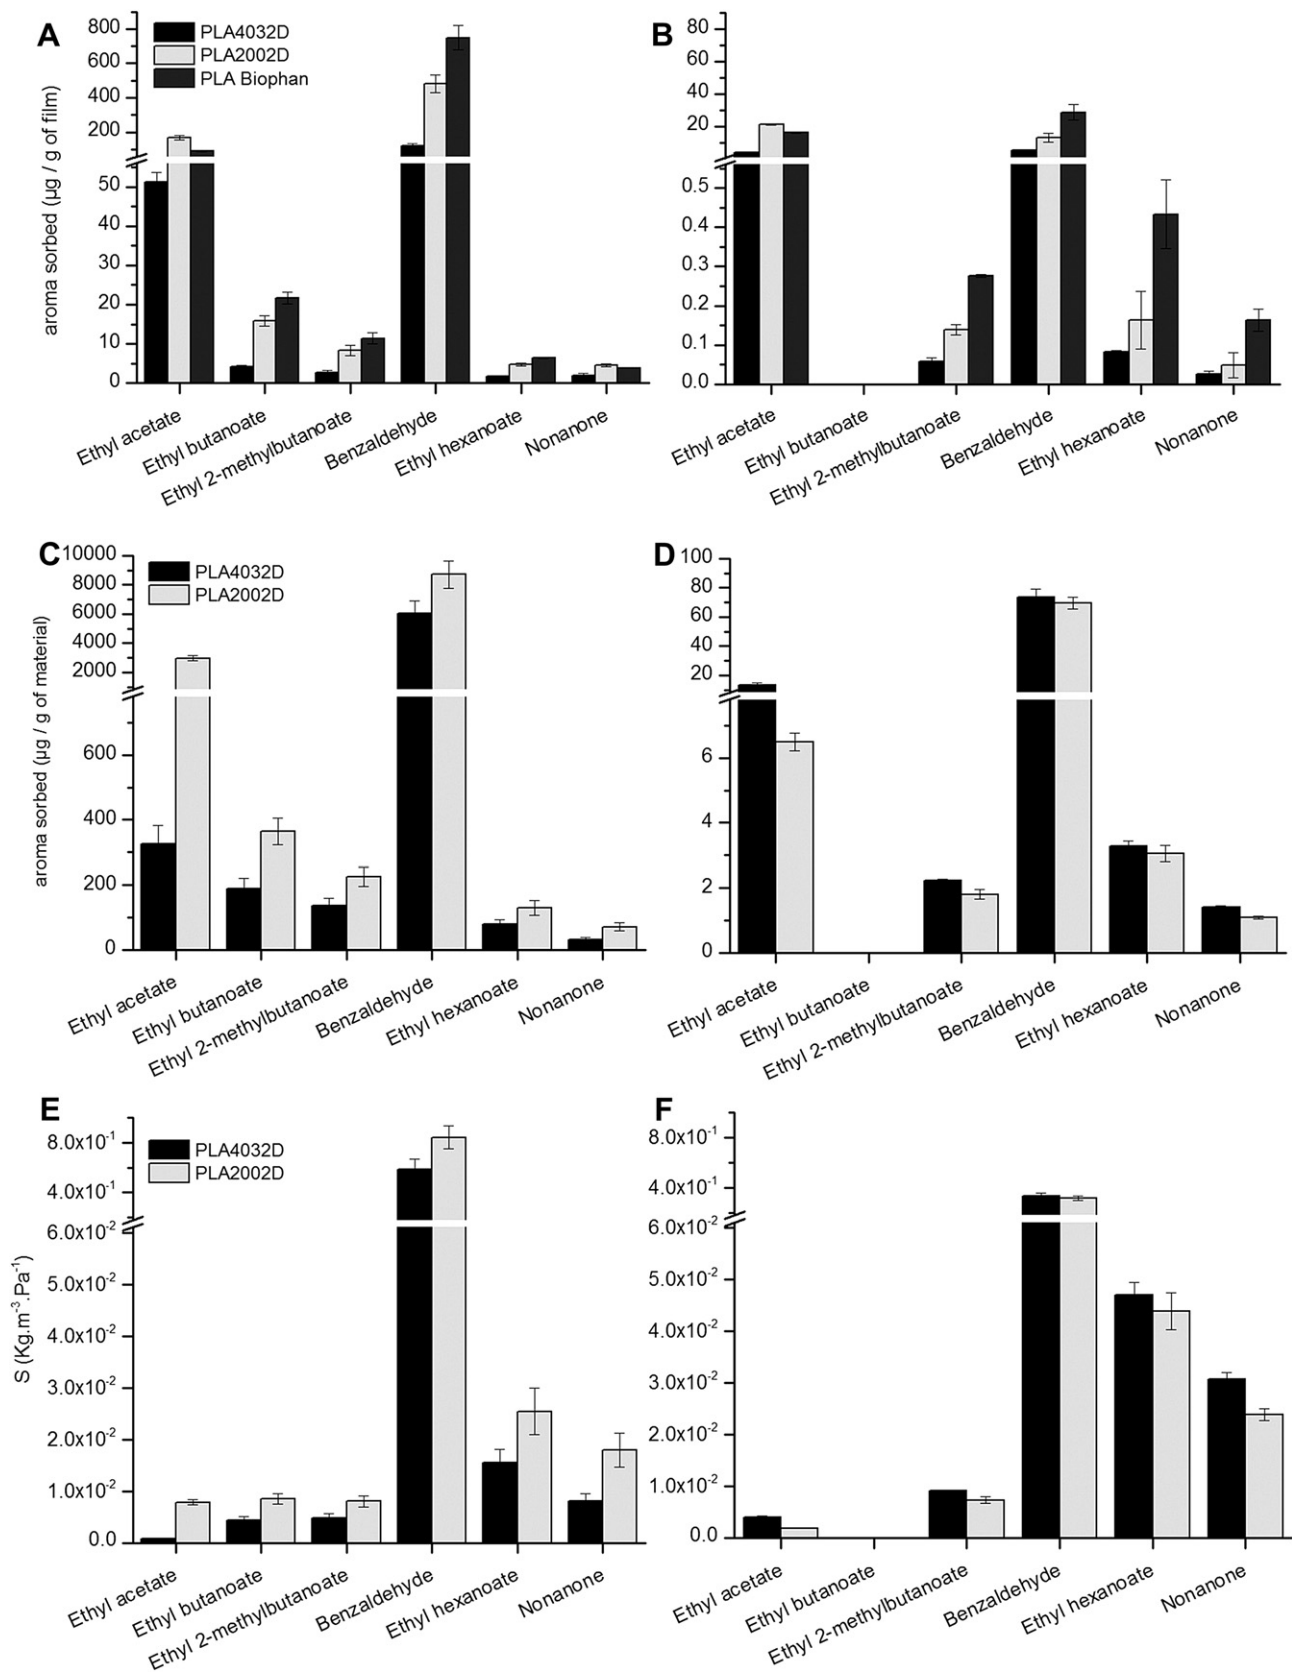 A
PLA4032D
PLA2002D
PLA Biophan
aroma sorbed (µg / g of film)
800
600
400
200
50
40
30
20
10
0
Ethyl acetate
Ethyl butanoate
Ethyl 2-methylbutanoate
Benzaldehyde
Ethyl hexanoate
Nonanone
B
80
60
40
20
0.5
0.4
0.3
0.2
0.1
0.0
Ethyl acetate
Ethyl butanoate
Ethyl 2-methylbutanoate
Benzaldehyde
Ethyl hexanoate
Nonanone
C
PLA4032D
PLA2002D
aroma sorbed (µg / g of material)
10000
8000
6000
4000
2000
600
400
200
0
Ethyl acetate
Ethyl butanoate
Ethyl 2-methylbutanoate
Benzaldehyde
Ethyl hexanoate
Nonanone
D
100
80
60
40
20
6
4
2
0
Ethyl acetate
Ethyl butanoate
Ethyl 2-methylbutanoate
Benzaldehyde
Ethyl hexanoate
Nonanone
E
PLA4032D
PLA2002D
S (Kg.m⁻³.Pa⁻¹)
8.0x10⁻¹
4.0x10⁻¹
6.0x10⁻²
5.0x10⁻²
4.0x10⁻²
3.0x10⁻²
2.0x10⁻²
1.0x10⁻²
0.0
Ethyl acetate
Ethyl butanoate
Ethyl 2-methylbutanoate
Benzaldehyde
Ethyl hexanoate
Nonanone
F
8.0x10⁻¹
4.0x10⁻¹
6.0x10⁻²
5.0x10⁻²
4.0x10⁻²
3.0x10⁻²
2.0x10⁻²
1.0x10⁻²
0.0
Ethyl acetate
Ethyl butanoate
Ethyl 2-methylbutanoate
Benzaldehyde
Ethyl hexanoate
Nonanone